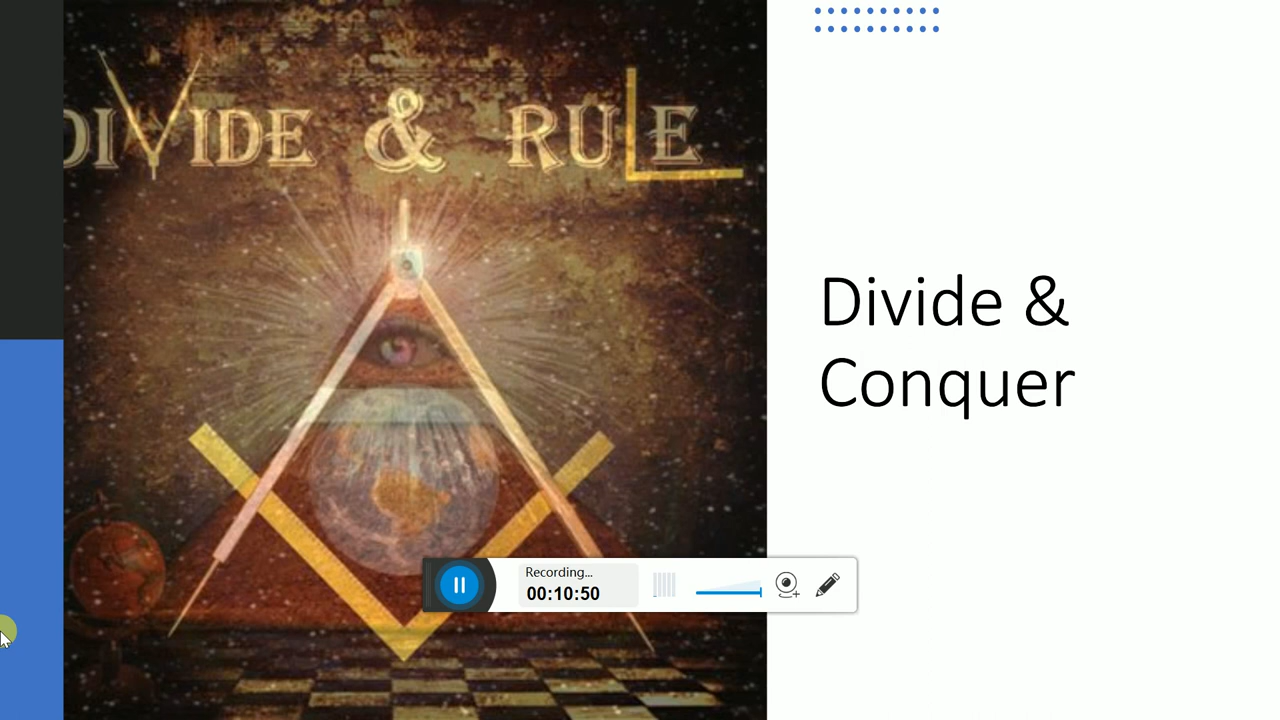 DIVIDE & RULE
Divide &
Conquer
Recording...
00:10:50